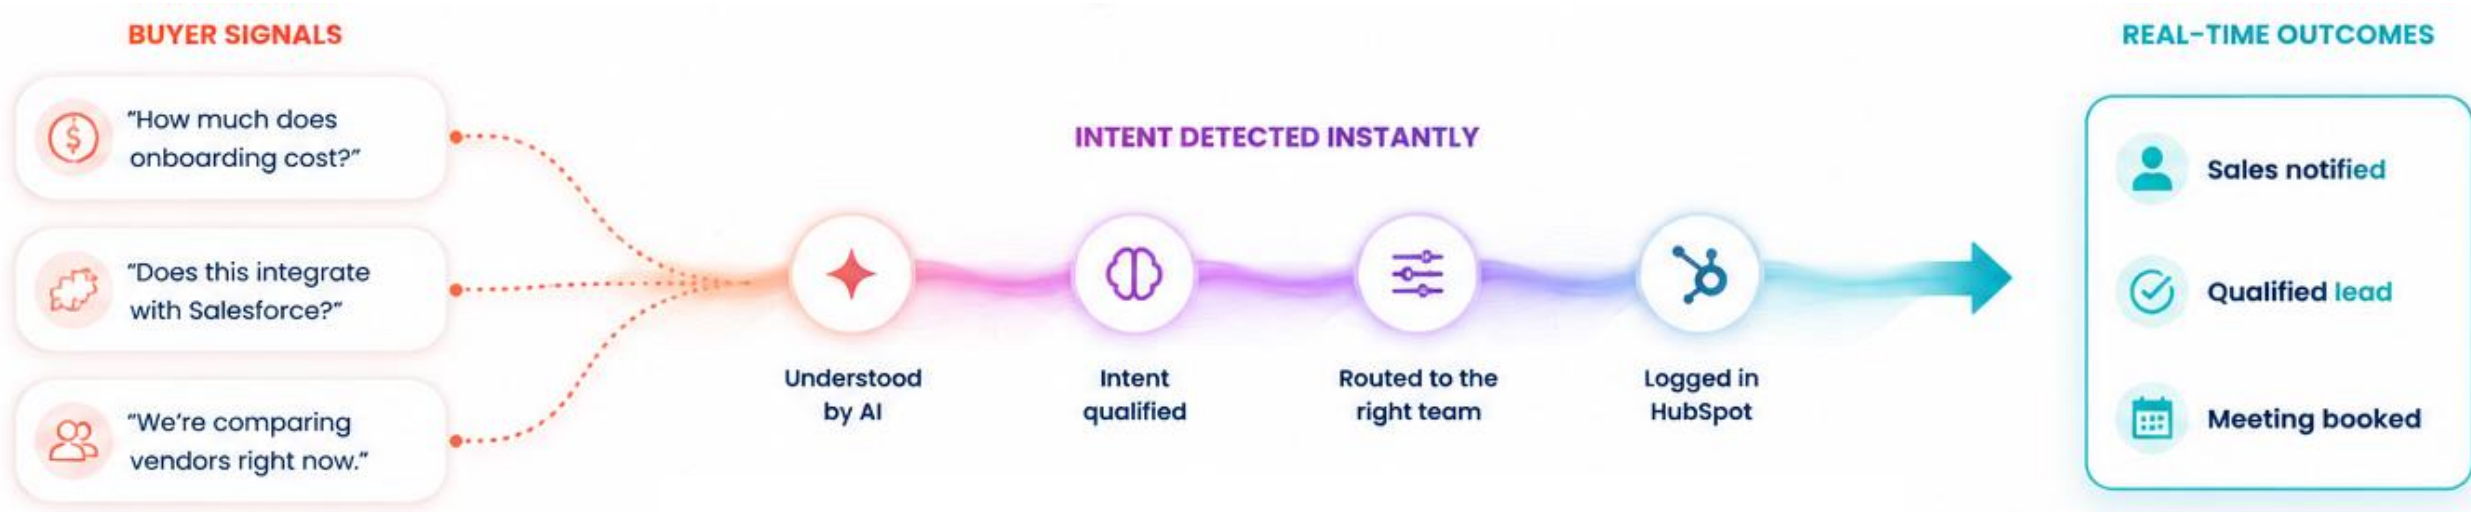 BUYER SIGNALS
"How much does
onboarding cost?"
"Does this integrate
with Salesforce?"
"We're comparing
vendors right now."
INTENT DETECTED INSTANTLY
Understood
by AI
Intent
qualified
Routed to the
right team
Logged in
HubSpot
REAL-TIME OUTCOMES
Sales notified
Qualified lead
Meeting booked